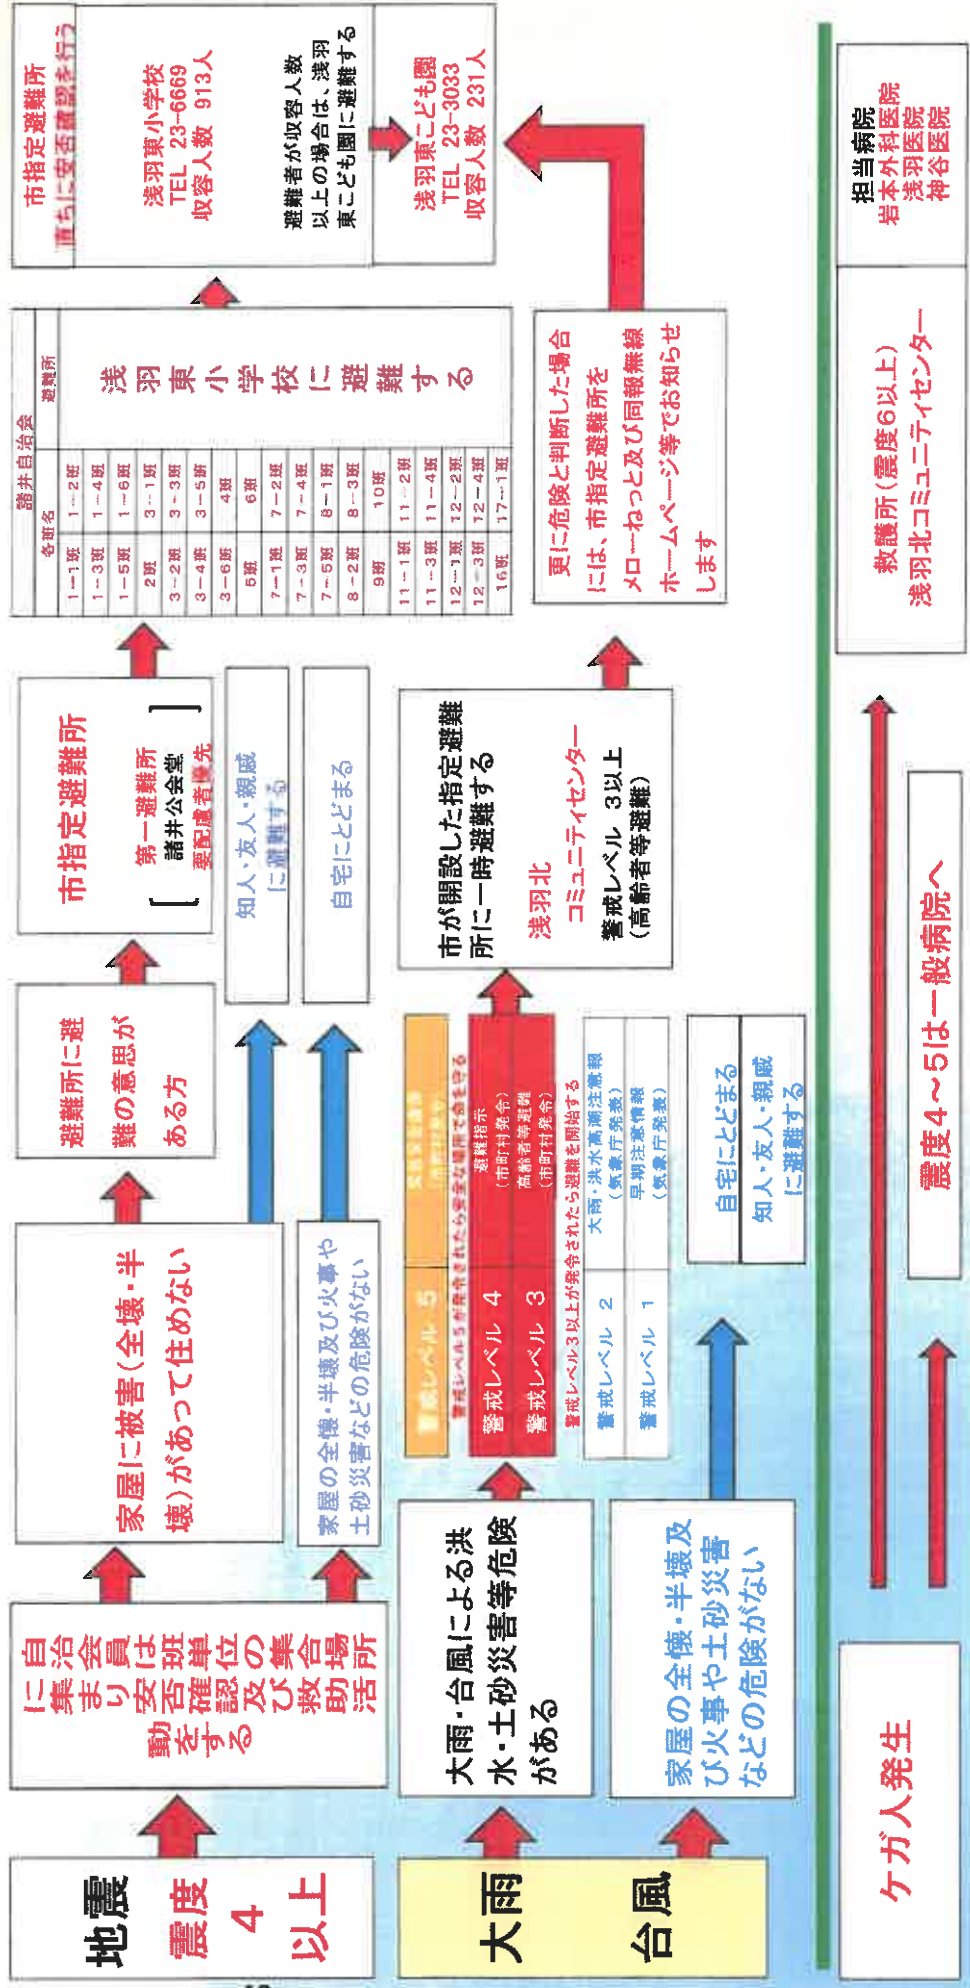 地震
震度
4
以上
自治会員は班単位の集合場所
に集まり安否確認及び救助活
動をする
家屋に被害(全壊・半
壊)があって住めない
避難所に避
難の意思が
ある方
市指定避難所
第一避難所
諸井公会堂
要配慮者優先
家屋の全懐・半壊及び火事や
土砂災害などの危険がない
知人・友人・親戚
に避難する
自宅にとどまる
諸井自治会
各班名 避難所
1-1班 1-2班
1-3班 1-4班
1-5班 1-6班
2班 3-1班
3-2班 3-3班
3-4班 3-5班
3-6班 4班
5班 6班
7-1班 7-2班
7-3班 7-4班
7-5班 8-1班
8-2班 8-3班
9班 10班
11-1班 11-2班
11-3班 11-4班
12-1班 12-2班
12-3班 12-4班
16班 17-1班
浅羽東小学校に避難する
市指定避難所
直ちに安否確認を行う
浅羽東小学校
TEL 23-6669
収容人数 913人
避難者が収容人数
以上の場合は、浅羽
東こども園に避難する
浅羽東こども園
TEL 23-3033
収容人数 231人
大雨
台風
大雨・台風による洪
水・土砂災害等危険
がある
警戒レベル 5
警戒レベル5が発令されたら安全な場所で命を守る
警戒レベル 4 避難指示
(市町村発令)
警戒レベル 3 高齢者等避難
(市町村発令)
警戒レベル3以上が発令されたら避難を開始する
警戒レベル 2 大雨・洪水高潮注意報
(気象庁発表)
警戒レベル 1 早期注意情報
(気象庁発表)
市が開設した指定避難
所に一時避難する
浅羽北
コミュニティセンター
警戒レベル 3以上
(高齢者等避難)
更に危険と判断した場合
には、市指定避難所を
メローねっと及び同報無線
ホームページ等でお知らせ
します
家屋の全懐・半壊及
び火事や土砂災害
などの危険がない
自宅にとどまる
知人・友人・親戚
に避難する
ケガ人発生
震度4~5は一般病院へ
救護所(震度6以上)
浅羽北コミュニティセンター
担当病院
岩本外科医院
浅羽医院
神谷医院